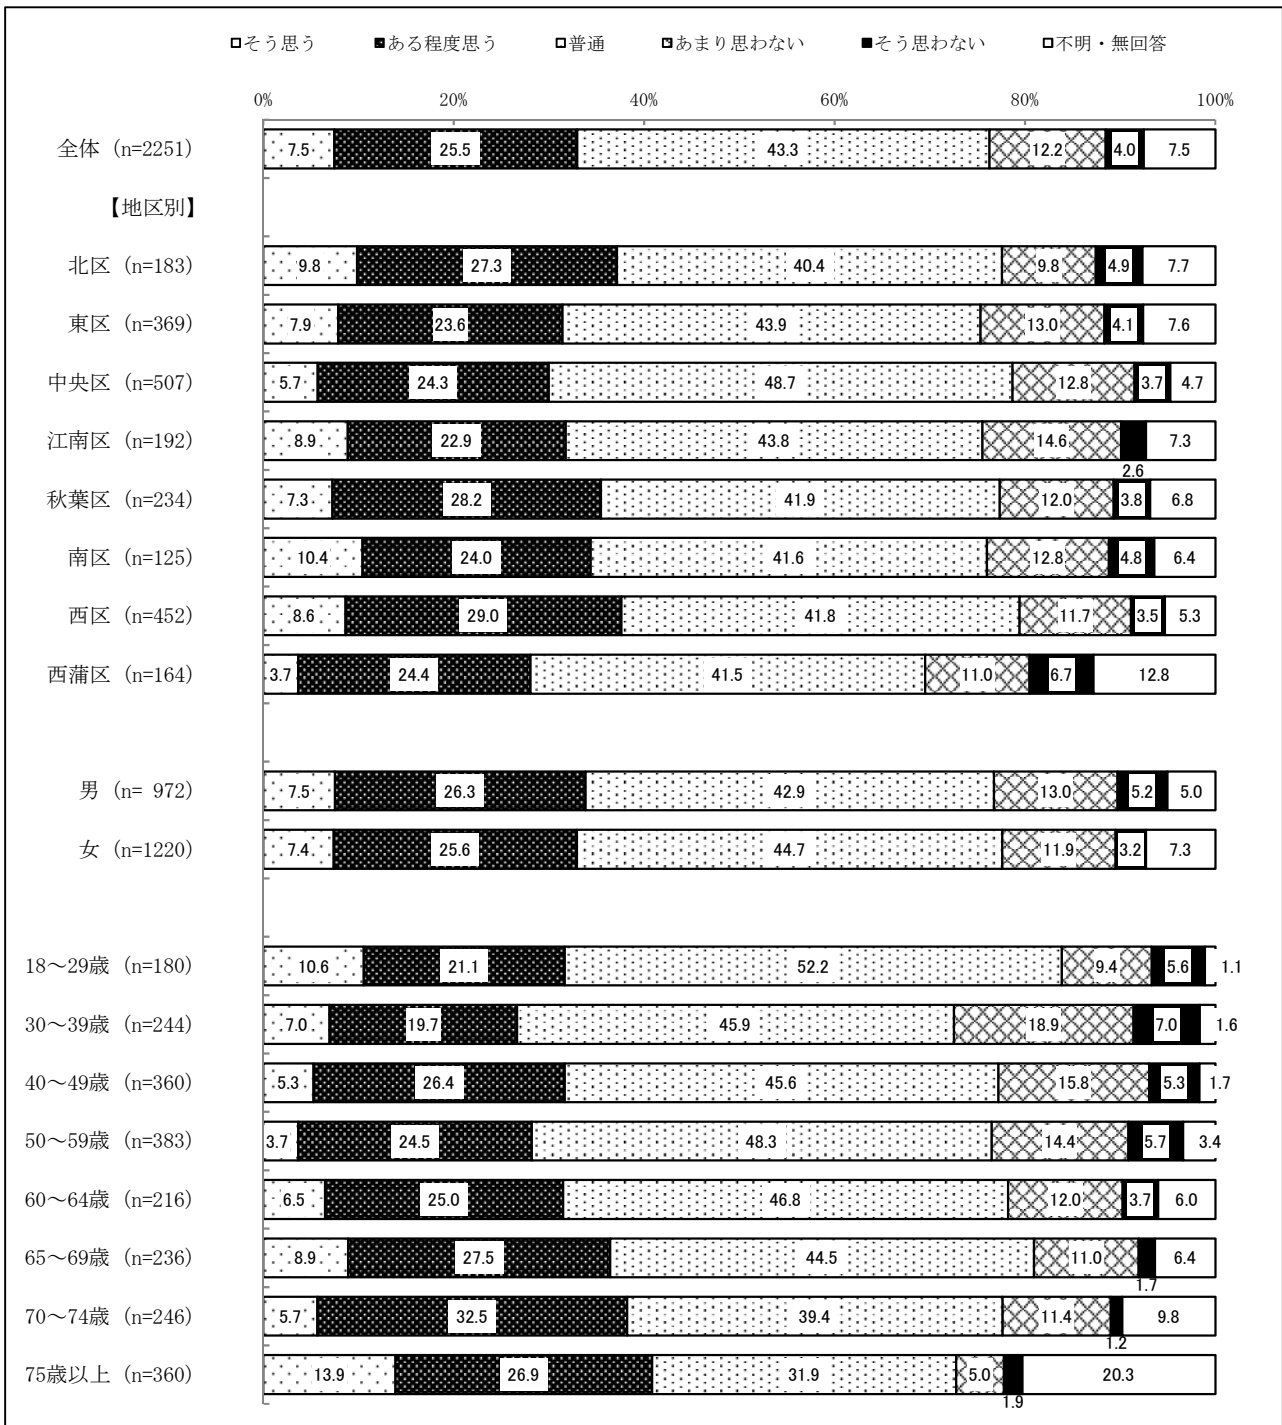 そう思う ある程度思う 普通 あまり思わない そう思わない 不明・無回答
0% 20% 40% 60% 80% 100%
全体 (n=2251) 7.5 25.5 43.3 12.2 4.0 7.5
【地区別】
北区 (n=183) 9.8 27.3 40.4 9.8 4.9 7.7
東区 (n=369) 7.9 23.6 43.9 13.0 4.1 7.6
中央区 (n=507) 5.7 24.3 48.7 12.8 3.7 4.7
江南区 (n=192) 8.9 22.9 43.8 14.6 2.6 7.3
秋葉区 (n=234) 7.3 28.2 41.9 12.0 3.8 6.8
南区 (n=125) 10.4 24.0 41.6 12.8 4.8 6.4
西区 (n=452) 8.6 29.0 41.8 11.7 3.5 5.3
西蒲区 (n=164) 3.7 24.4 41.5 11.0 6.7 12.8
男 (n= 972) 7.5 26.3 42.9 13.0 5.2 5.0
女 (n=1220) 7.4 25.6 44.7 11.9 3.2 7.3
18～29歳 (n=180) 10.6 21.1 52.2 9.4 5.6 1.1
30～39歳 (n=244) 7.0 19.7 45.9 18.9 7.0 1.6
40～49歳 (n=360) 5.3 26.4 45.6 15.8 5.3 1.7
50～59歳 (n=383) 3.7 24.5 48.3 14.4 5.7 3.4
60～64歳 (n=216) 6.5 25.0 46.8 12.0 3.7 6.0
65～69歳 (n=236) 8.9 27.5 44.5 11.0 1.7 6.4
70～74歳 (n=246) 5.7 32.5 39.4 11.4 1.2 9.8
75歳以上 (n=360) 13.9 26.9 31.9 5.0 1.9 20.3